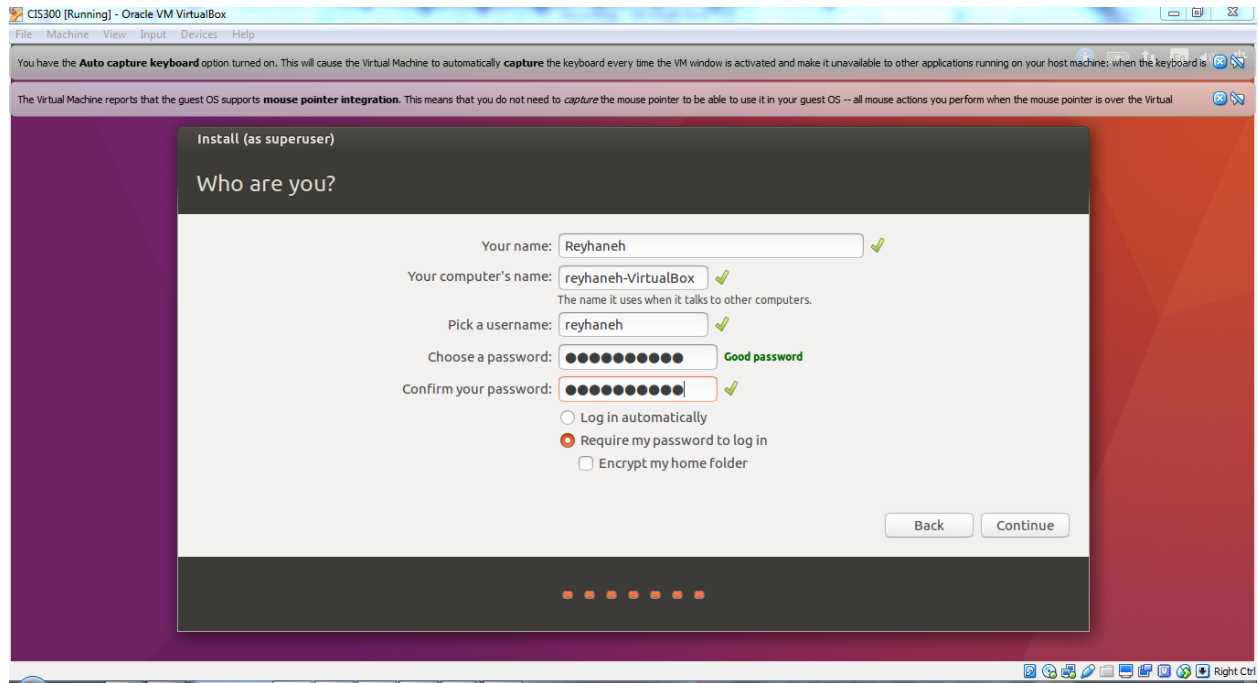 CIS300 [Running] - Oracle VM VirtualBox
File Machine View Input Devices Help
You have the Auto capture keyboard option turned on. This will cause the Virtual Machine to automatically capture the keyboard every time the VM window is activated and make it unavailable to other applications running on your host machine: when the keyboard is
The Virtual Machine reports that the guest OS supports mouse pointer integration. This means that you do not need to capture the mouse pointer to be able to use it in your guest OS -- all mouse actions you perform when the mouse pointer is over the Virtual
Install (as superuser)
Who are you?
Your name: Reyhaneh
Your computer's name: reyhaneh-VirtualBox
The name it uses when it talks to other computers.
Pick a username: reyhaneh
Choose a password: ●●●●●●●●●● Good password
Confirm your password: ●●●●●●●●●●
Log in automatically
Require my password to log in
Encrypt my home folder
Back Continue
Right Ctrl